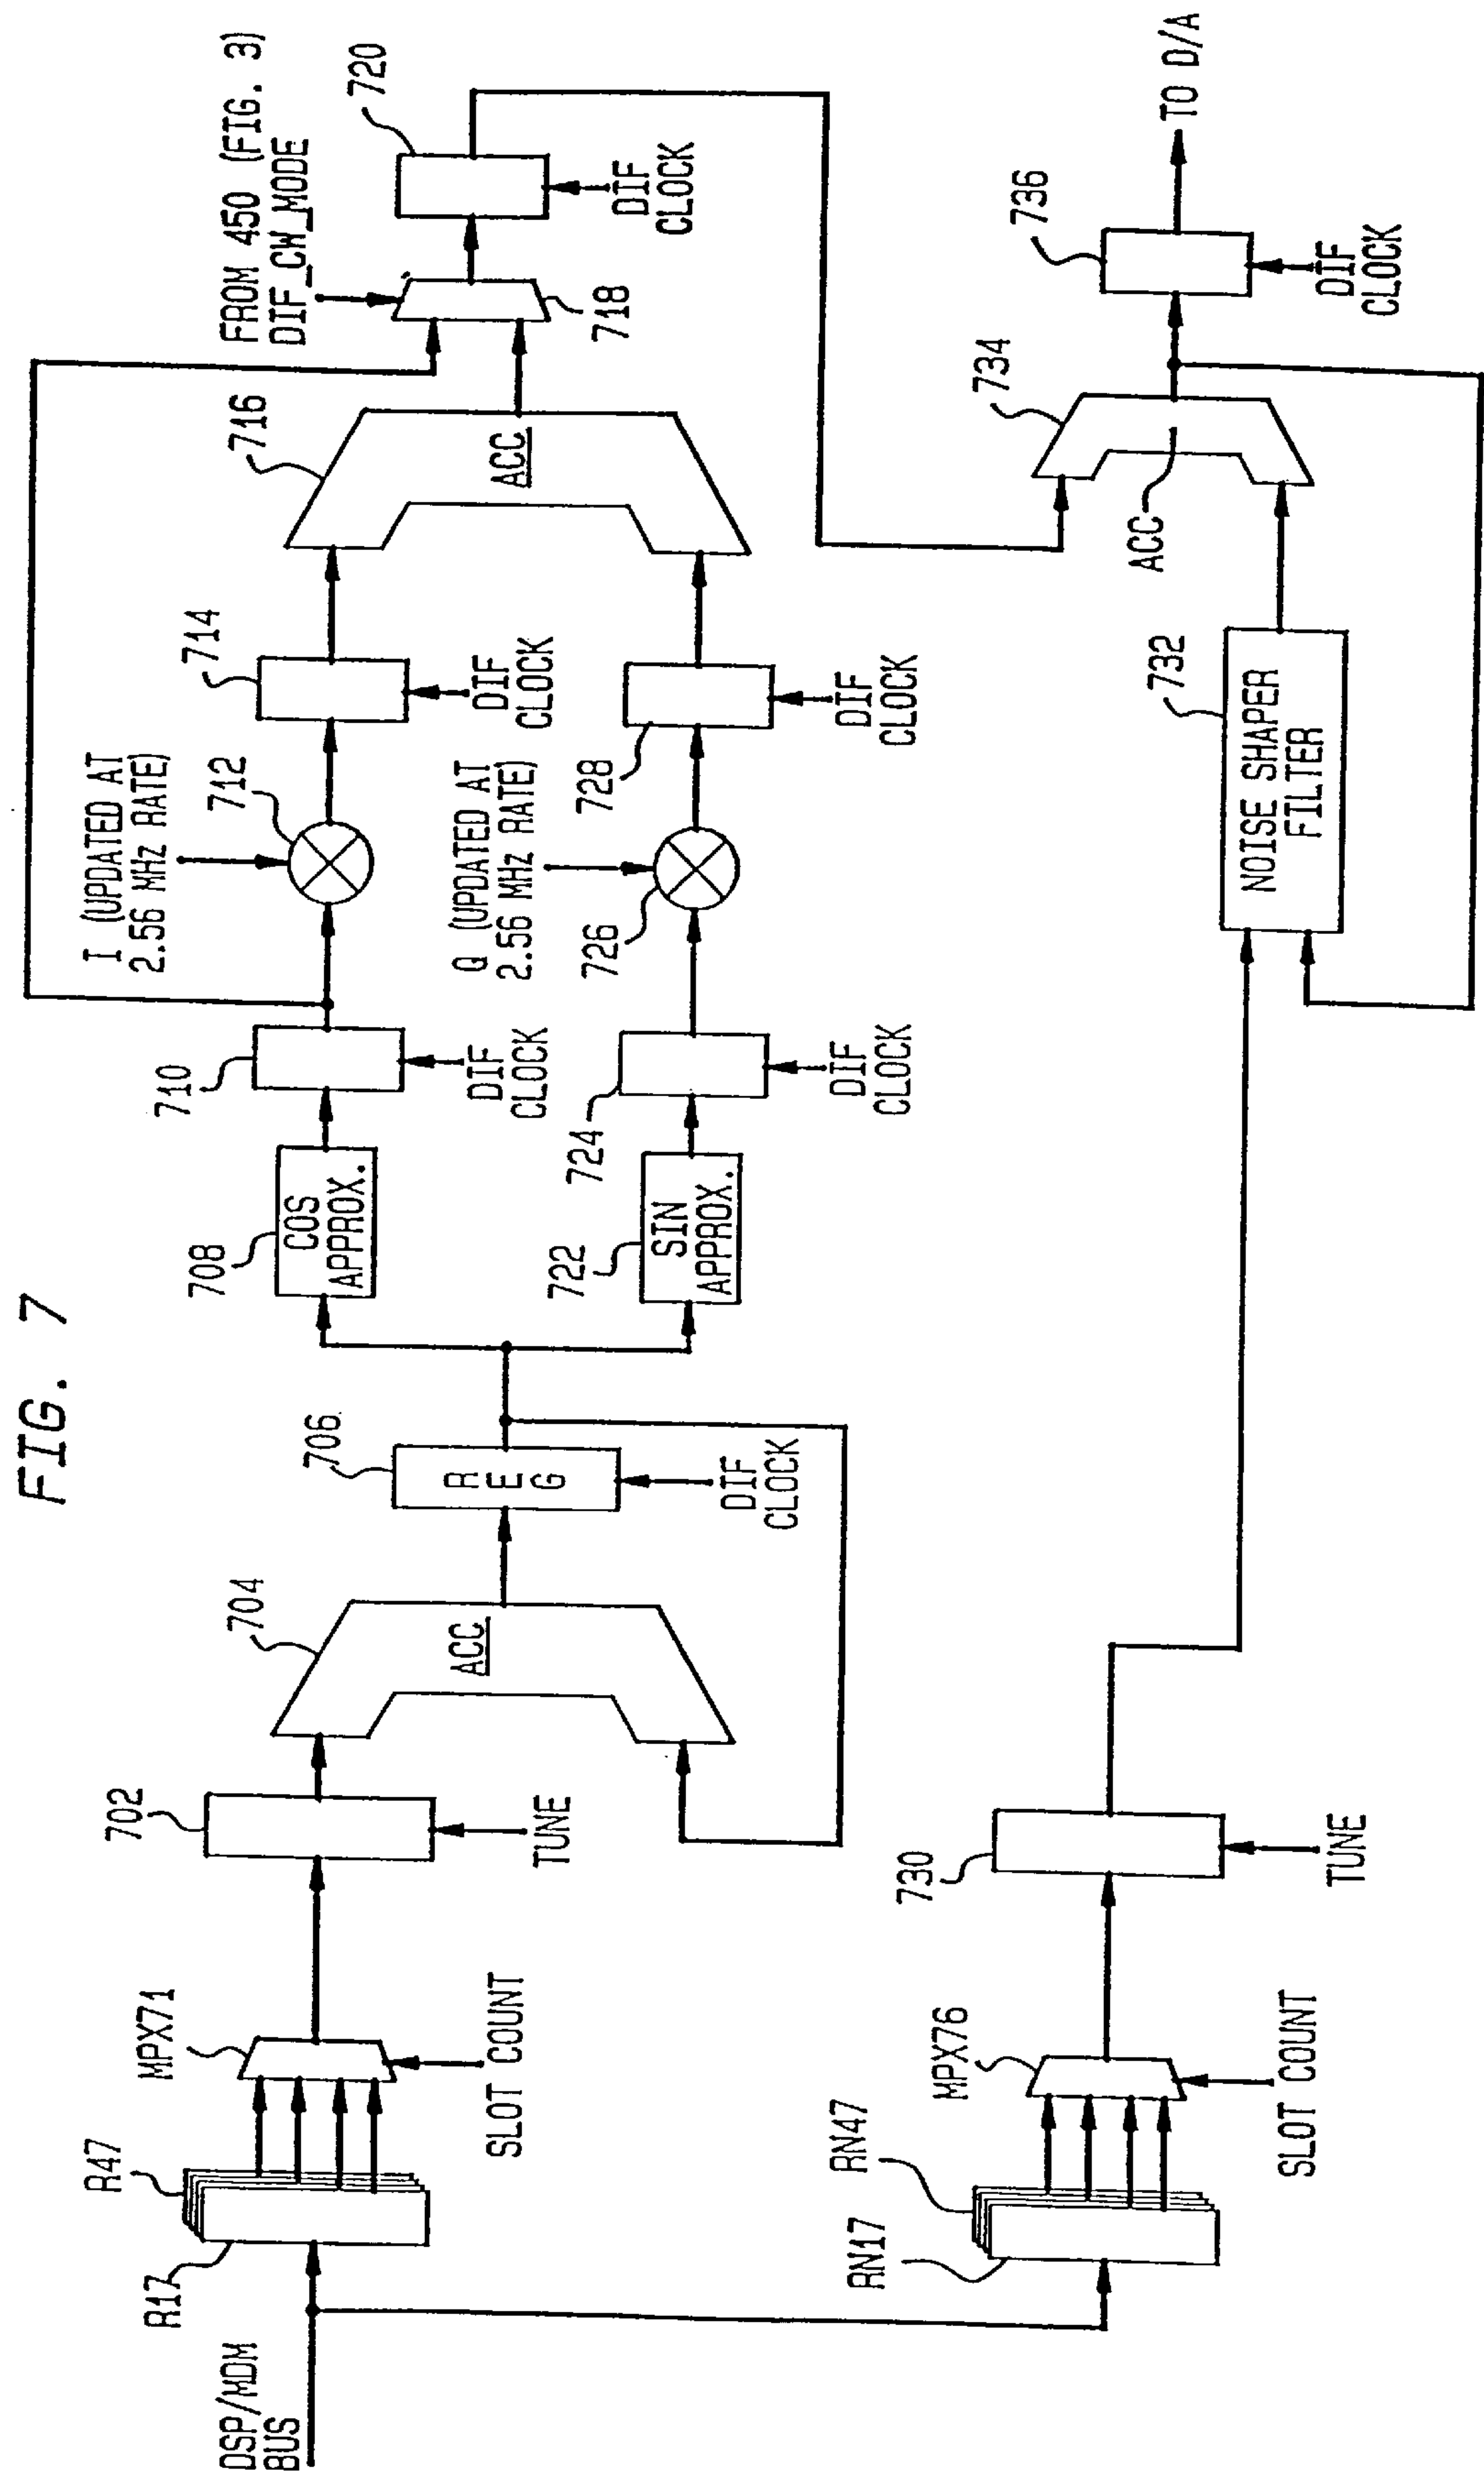 FIG. 7
DSP/MDM
BUS
R17
R47
MPX71
SLOT COUNT
702
TUNE
704
ACC
706
REG
DIF
CLOCK
708
COS
APPROX.
710
DIF
CLOCK
I (UPDATED AT
2.56 MHz RATE)
712
714
DIF
CLOCK
716
ACC
FROM 450 (FIG. 3)
DIF_CW_MODE
718
720
DIF
CLOCK
722
SIN
APPROX.
724
DIF
CLOCK
Q (UPDATED AT
2.56 MHz RATE)
726
728
DIF
CLOCK
RN17
RN47
MPX76
SLOT COUNT
730
TUNE
732
NOISE SHAPER
FILTER
734
ACC
736
DIF
CLOCK
TO D/A